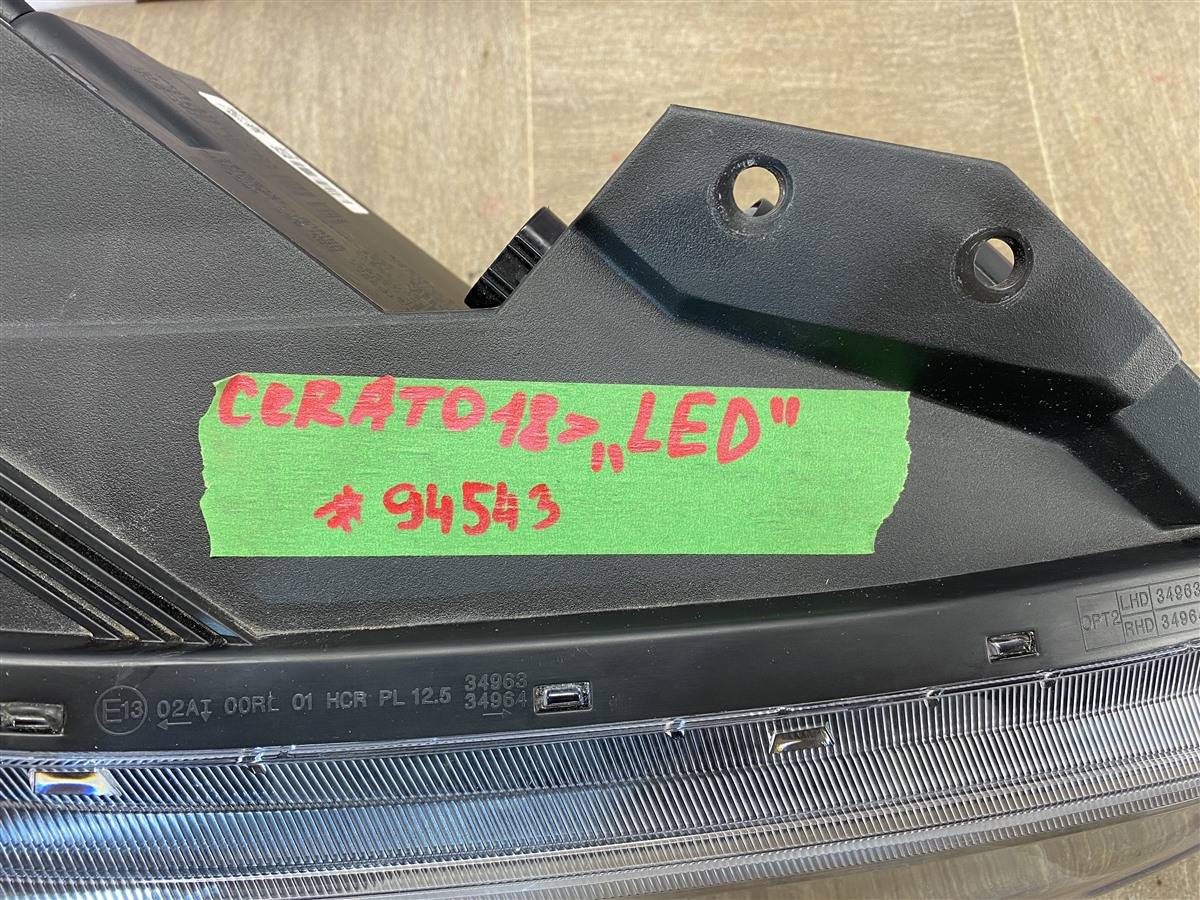 CeRATO 18> „LED"
* 94543
OPT2 LHD 34963
RHD 3496
E13 02AI 00RL 01 HCR PL 12.5 34963
34964